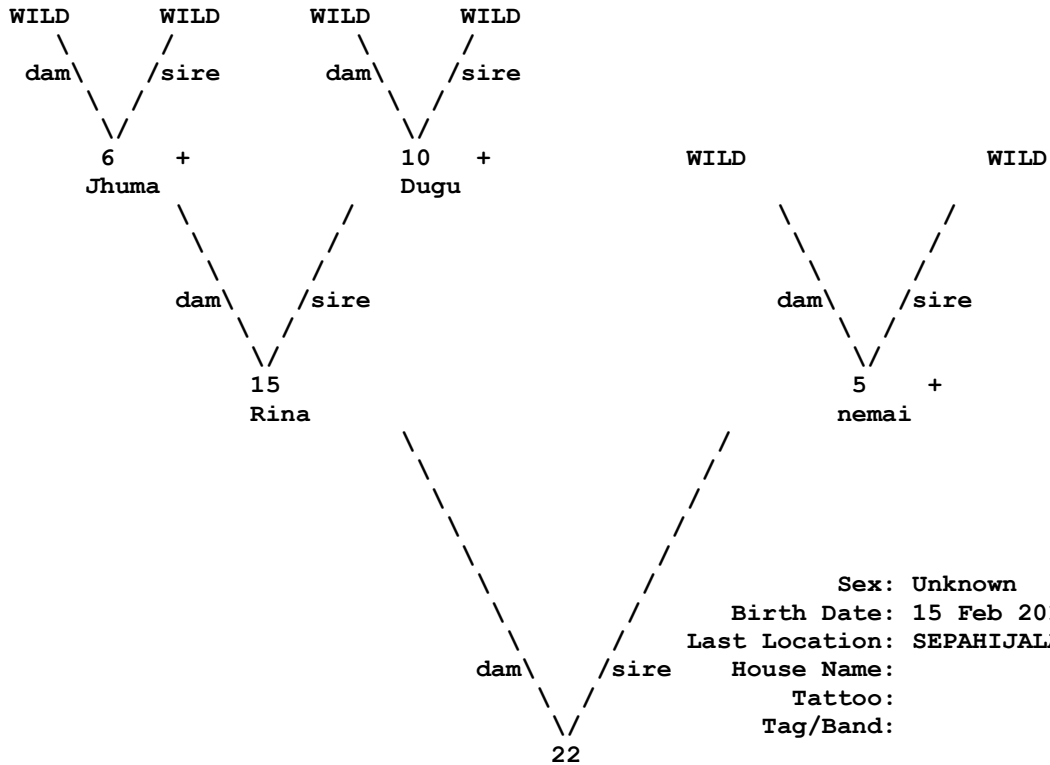 WILD WILD WILD WILD
dam sire dam sire
6 + 10 + WILD WILD
Jhuma Dugu
dam sire dam sire
15 5 +
Rina nemai
Sex: Unknown
Birth Date: 15 Feb
Last Location:
dam sire House Name:
Tattoo:
Tag/Band:
22